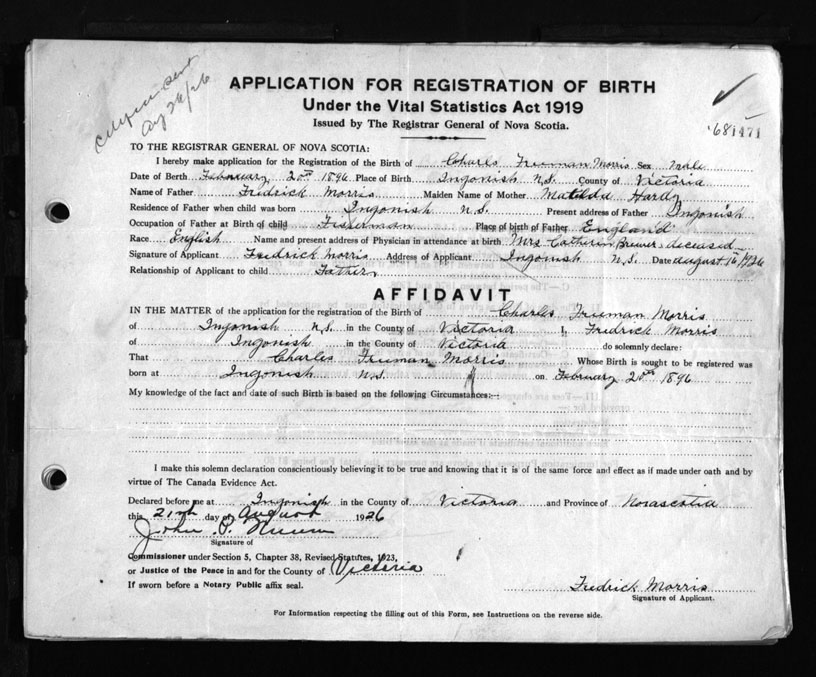 Aug 26/26
APPLICATION FOR REGISTRATION OF BIRTH
Under the Vital Statistics Act 1919
Issued by The Registrar General of Nova Scotia.
681471
TO THE REGISTRAR GENERAL OF NOVA SCOTIA:
I hereby make application for the Registration of the Birth of Charls Freeman Morris Sex Male
Date of Birth February 20th 1896 Place of Birth Ingonish N.S. County of Victoria
Name of Father Fredrick Morris Maiden Name of Mother Matilda Hardy
Residence of Father when child was born Ingonish N.S. Present address of Father Ingonish
Occupation of Father at Birth of child Fisserman Place of birth of Father England
Race English Name and present address of Physician in attendance at birth Mrs Catherin Brewer deceased
Signature of Applicant Fredrick Morris Address of Applicant Ingonish N.S. Date august
Relationship of Applicant to child Father
AFFIDAVIT
IN THE MATTER of the application for the registration of the Birth of Charles Freeman Morris
of Ingonish N.S. in the County of Victoria I, Fredrick Morris
of Ingonish in the County of Victoria do solemnly declare:
That Charles Freeman Morris Whose Birth is sought to be registered was
born at Ingonish N.S. on February 20th 1896
My knowledge of the fact and date of such Birth is based on the following Circumstances:
I make this solemn declaration conscientiously believing it to be true and knowing that it is of the same force and effect as if made under oath and by
virtue of The Canada Evidence Act.
Declared before me at Ingonish in the County of Victoria and Province of Novascotia
this day of August 1926
John
Signature of
Commissioner under Section 5, Chapter 38, Revised Statutes, 1923,
or Justice of the Peace in and for the County of Victoria
If sworn before a Notary Public affix seal.
Fredrick Morris
Signature of Applicant.
For Information respecting the filling out of this Form, see Instructions on the reverse side.